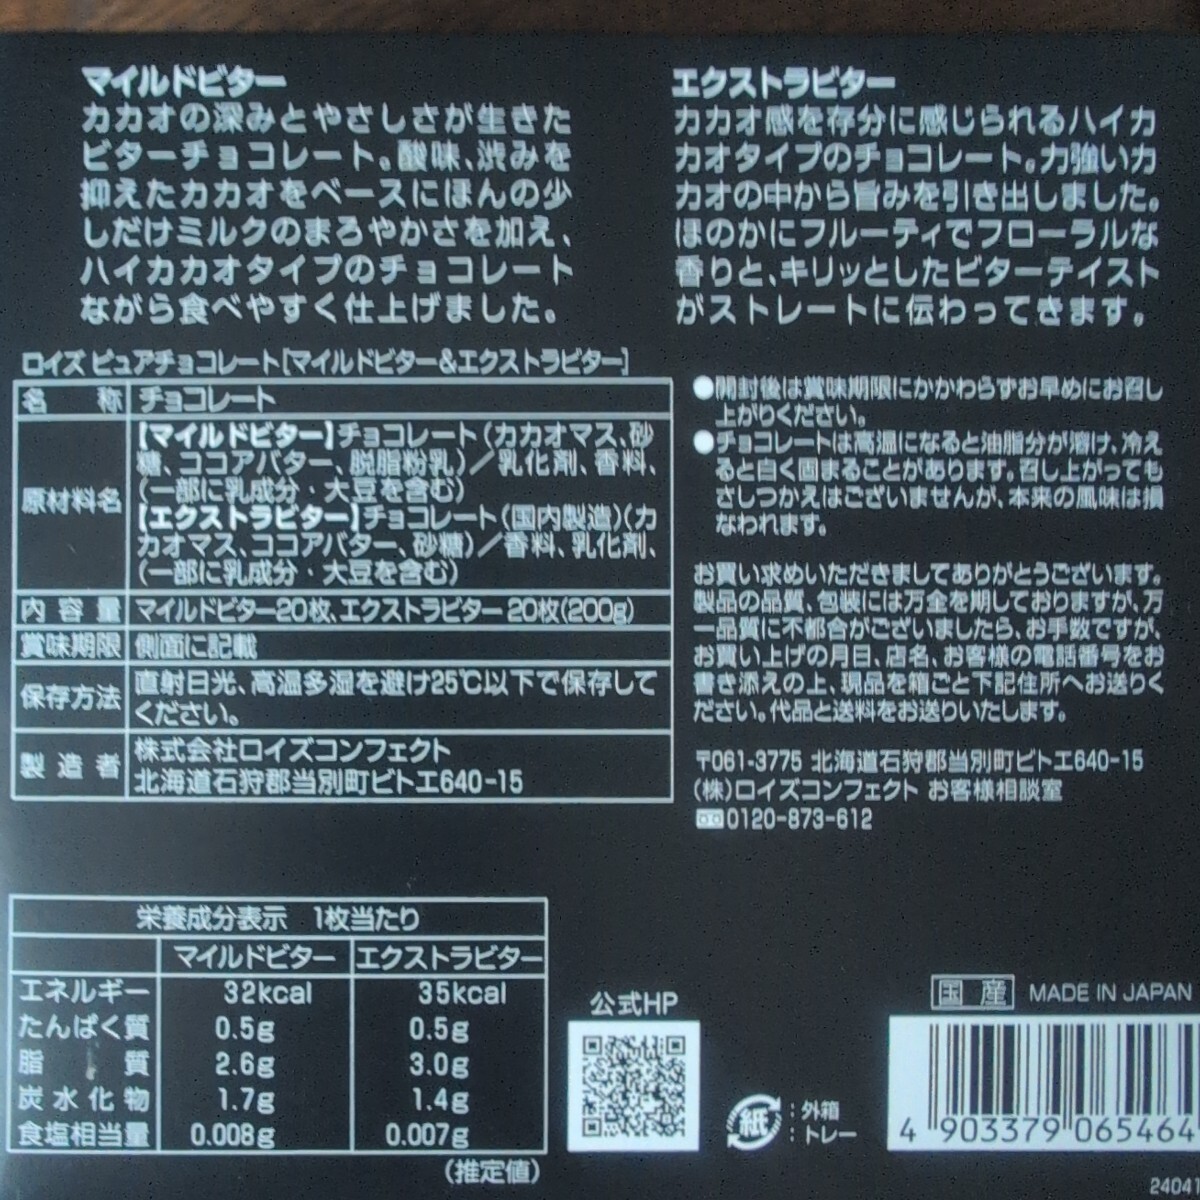 マイルドビター
カカオの深みとやさしさが生きた
ビターチョコレート。酸味、渋みを
抑えたカカオをベースにほんの少
しだけミルクのまろやかさを加え、
ハイカカオタイプのチョコレート
ながら食べやすく仕上げました。
エクストラビター
カカオ感を存分に感じられるハイカ
カオタイプのチョコレート。力強いカ
カオの中から旨みを引き出しました。
ほのかにフルーティでフローラルな
香りと、キリッとしたビターテイスト
がストレートに伝わってきます。
ロイズ ピュアチョコレート[マイルドビター&エクストラビター]
名称 チョコレート
原材料名 【マイルドビター】チョコレート(カカオマス、砂
糖、ココアバター、脱脂粉乳)/乳化剤、香料、
(一部に乳成分・大豆を含む)
【エクストラビター】チョコレート(国内製造)(カ
カオマス、ココアバター、砂糖)/香料、乳化剤、
(一部に乳成分・大豆を含む)
内容量 マイルドビター20枚、エクストラビター20枚(200g)
賞味期限 側面に記載
保存方法 直射日光、高温多湿を避け25℃以下で保存して
ください。
製造者 株式会社ロイズコンフェクト
北海道石狩郡当別町ビトエ640-15
●開封後は賞味期限にかかわらずお早めにお召し
上がりください。
●チョコレートは高温になると油脂分が溶け、冷え
ると白く固まることがあります。召し上がっても
さしつかえはございませんが、本来の風味は損
なわれます。
お買い求めいただきましてありがとうございます。
製品の品質、包装には万全を期しておりますが、万
一品質に不都合がございましたら、お手数ですが、
お買い上げの月日、店名、お客様の電話番号をお
書き添えの上、現品を箱ごと下記住所へお送りく
ださい。代品と送料をお送りいたします。
〒061-3775 北海道石狩郡当別町ビトエ640-15
(株)ロイズコンフェクト お客様相談室
0120-873-612
栄養成分表示 1枚当たり
マイルドビター エクストラビター
エネルギー 32kcal 35kcal
たんぱく質 0.5g 0.5g
脂質 2.6g 3.0g
炭水化物 1.7g 1.4g
食塩相当量 0.008g 0.007g
(推定値)
公式HP
紙 :外箱
:トレー
国産 MADE IN JAPAN
4 903379 065464
24041